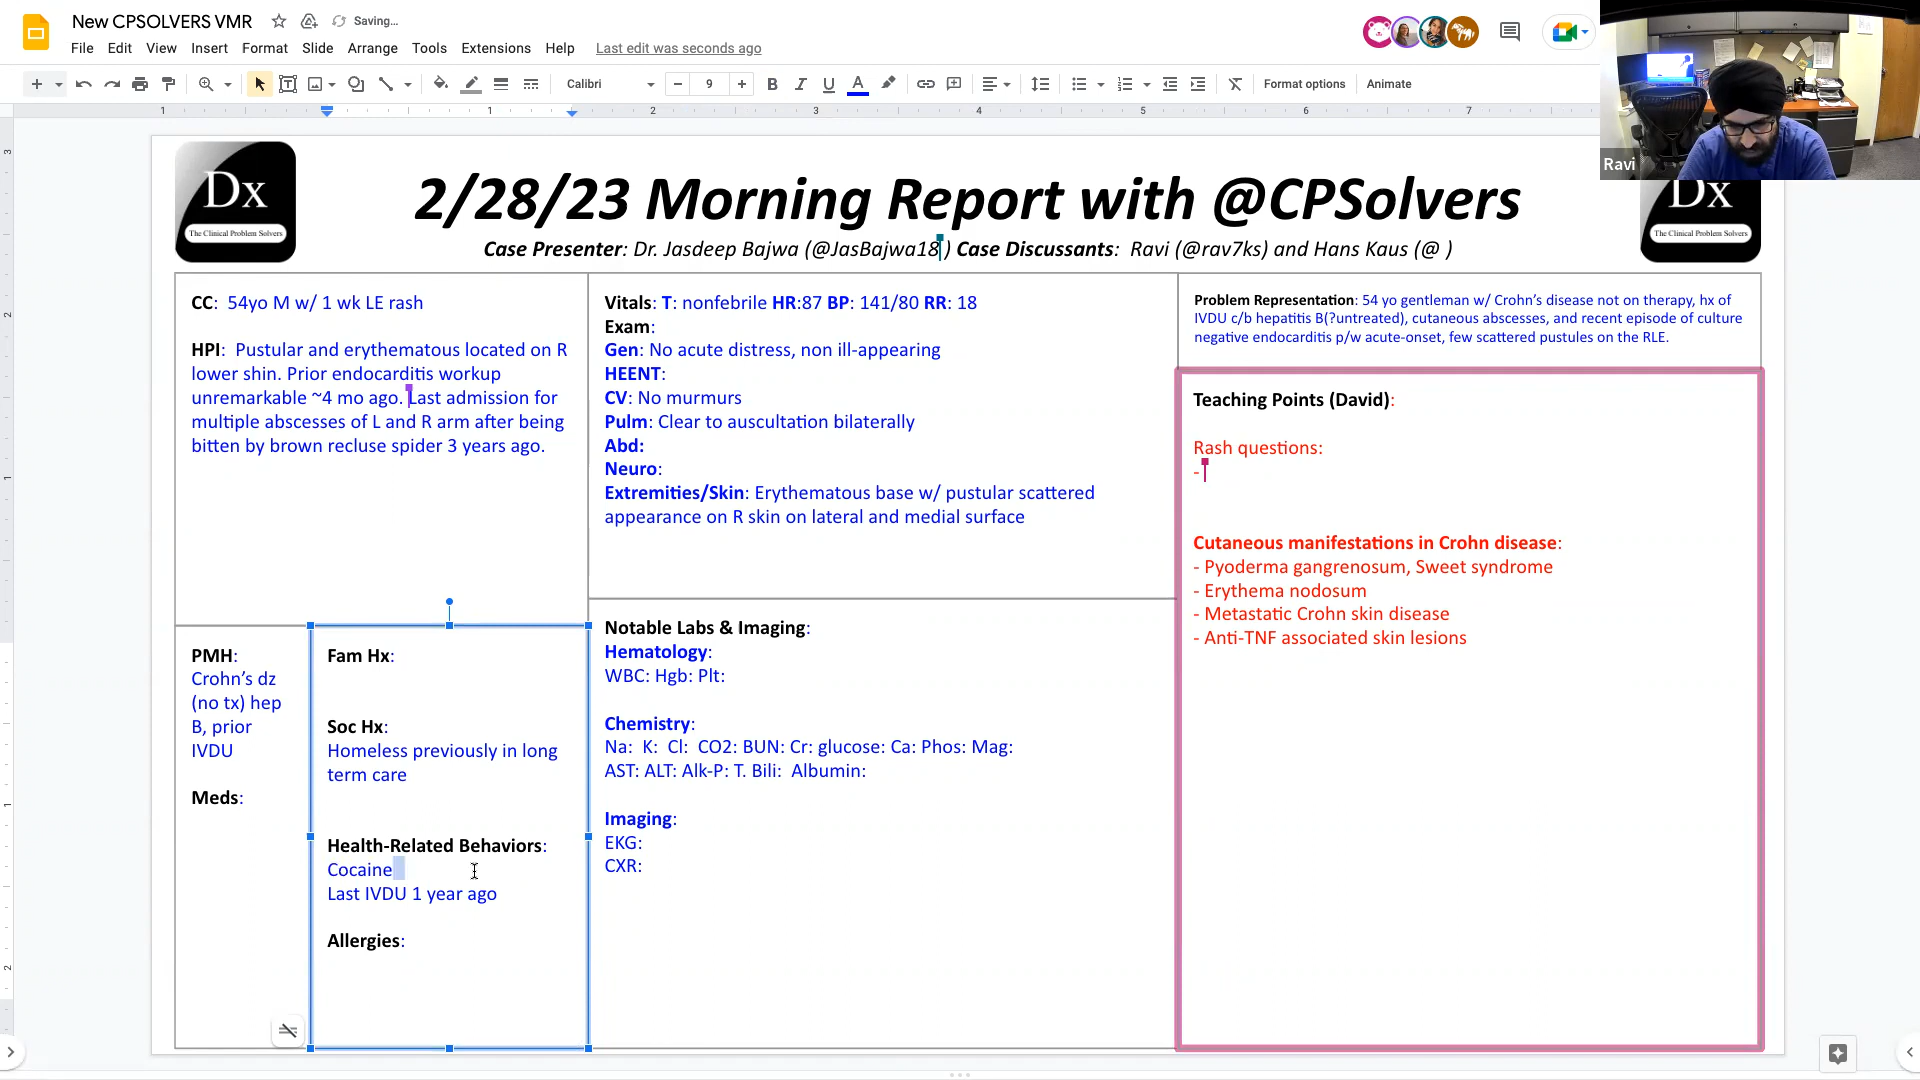 New CPSOLVERS VMR
Saving...
File Edit View Insert Format Slide Arrange Tools Extensions Help Last edit was seconds ago
Calibri
9
Format options
Animate
Ravi
1 1 2 3 4 5 6 7
3
2
1
1
2
Dx
The Clinical Problem Solvers
2/28/23 Morning Report with @CPSolvers
Case Presenter: Dr. Jasdeep Bajwa (@JasBajwa18 ) Case Discussants: Ravi (@rav7ks) and Hans Kaus (@ )
Dx
The Clinical Problem Solvers
CC: 54yo M w/ 1 wk LE rash
HPI: Pustular and erythematous located on R
lower shin. Prior endocarditis workup
unremarkable ~4 mo ago. Last admission for
multiple abscesses of L and R arm after being
bitten by brown recluse spider 3 years ago.
PMH:
Crohn's dz
(no tx) hep
B, prior
IVDU
Meds:
Fam Hx:
Soc Hx:
Homeless previously in long
term care
Health-Related Behaviors:
Cocaine
Last IVDU 1 year ago
Allergies:
Vitals: T: nonfebrile HR:87 BP: 141/80 RR: 18
Exam:
Gen: No acute distress, non ill-appearing
HEENT:
CV: No murmurs
Pulm: Clear to auscultation bilaterally
Abd:
Neuro:
Extremities/Skin: Erythematous base w/ pustular scattered
appearance on R skin on lateral and medial surface
Notable Labs & Imaging:
Hematology:
WBC: Hgb: Plt:
Chemistry:
Na: K: Cl: CO2: BUN: Cr: glucose: Ca: Phos: Mag:
AST: ALT: Alk-P: T. Bili: Albumin:
Imaging:
EKG:
CXR:
Problem Representation: 54 yo gentleman w/ Crohn's disease not on therapy, hx of
IVDU c/b hepatitis B(?untreated), cutaneous abscesses, and recent episode of culture
negative endocarditis p/w acute-onset, few scattered pustules on the RLE.
Teaching Points (David):
Rash questions:
-
Cutaneous manifestations in Crohn disease:
- Pyoderma gangrenosum, Sweet syndrome
- Erythema nodosum
- Metastatic Crohn skin disease
- Anti-TNF associated skin lesions